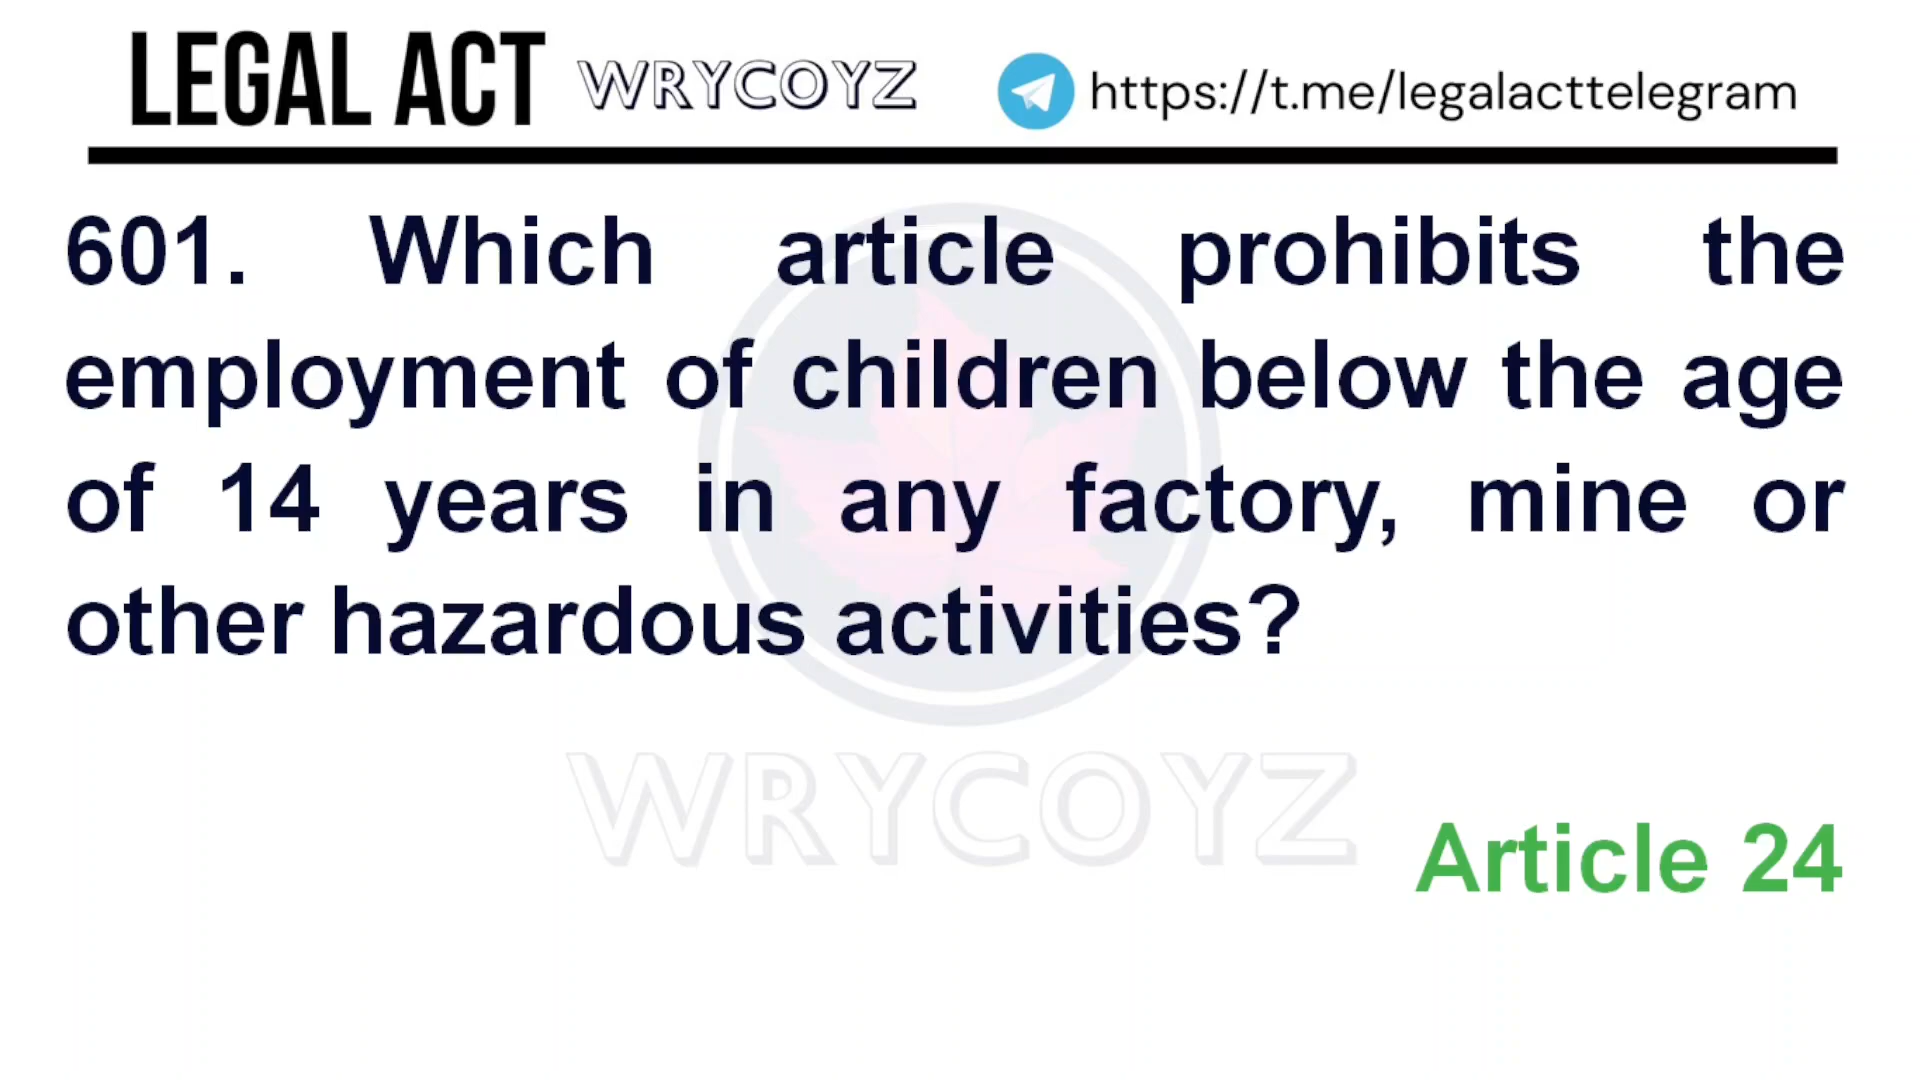 LEGAL ACT WRYCOYZ https://t.me/legalacttelegram
601. Which article prohibits the
employment of children below the age
of 14 years in any factory, mine or
other hazardous activities?
WRYCOYZ
Article 24